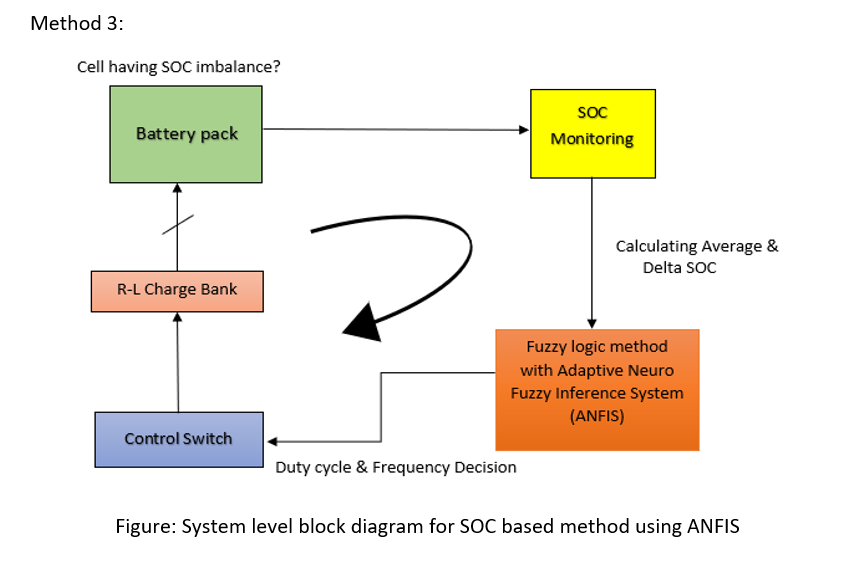 Method 3:
Cell having SOC imbalance?
Battery pack
SOC
Monitoring
Calculating Average &
Delta SOC
R-L Charge Bank
Fuzzy logic method
with Adaptive Neuro
Fuzzy Inference System
(ANFIS)
Control Switch
Duty cycle & Frequency Decision
Figure: System level block diagram for SOC based method using ANFIS